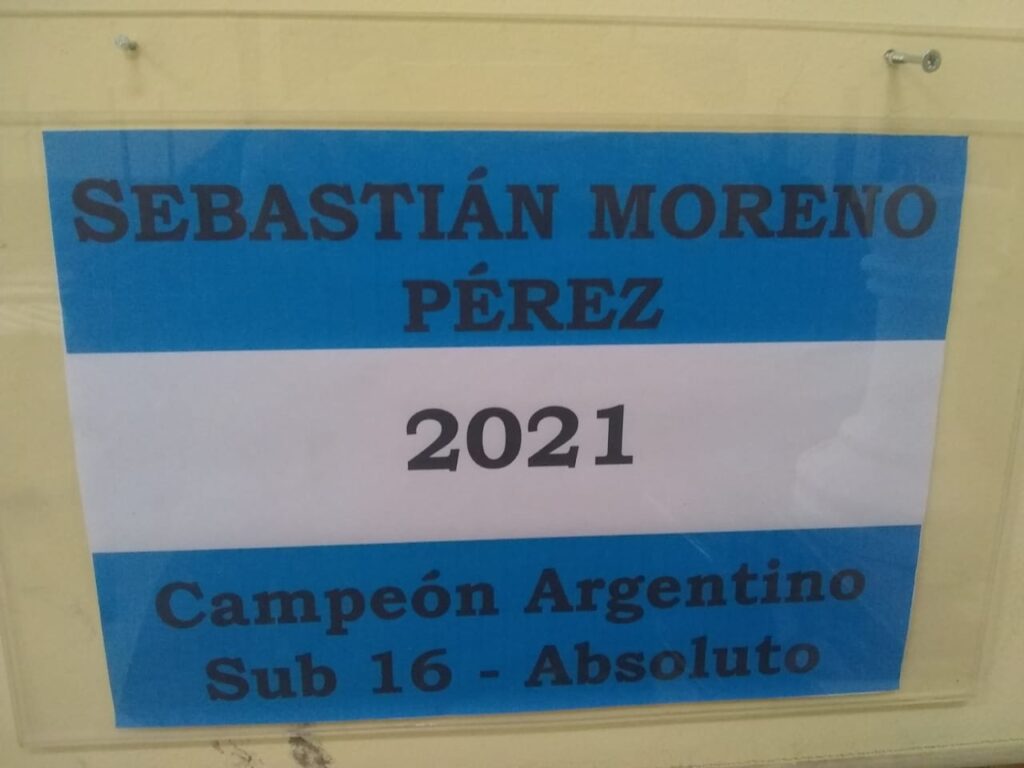 SEBASTIÁN MORENO
PÉREZ
2021
Campeón Argentino
Sub 16 - Absoluto